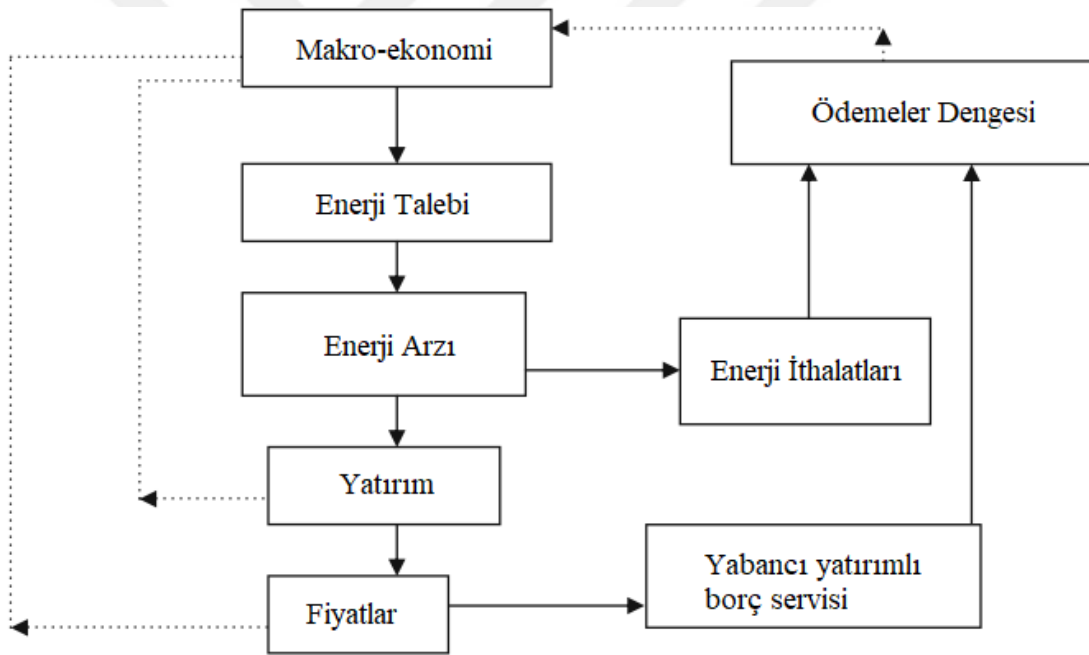 Makro-ekonomi
Ödemeler Dengesi
Enerji Talebi
Enerji Arzı
Enerji İthalatları
Yatırım
Yabancı yatırımlı
borç servisi
Fiyatlar